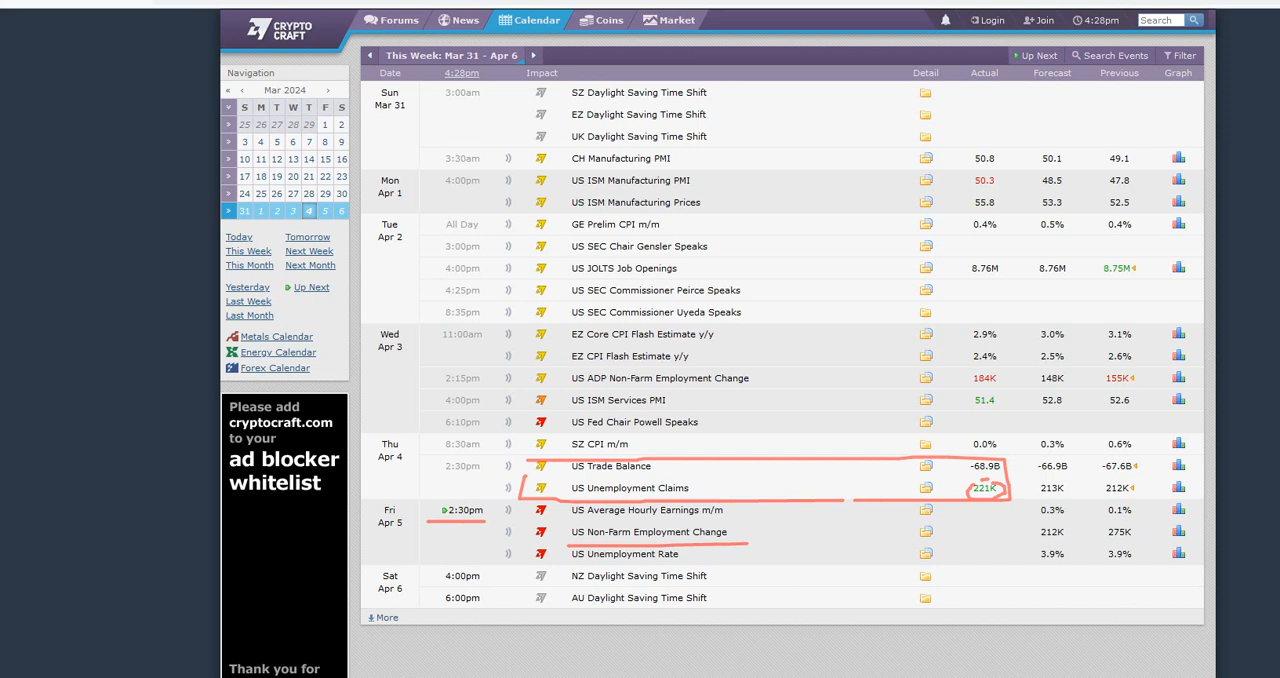 CRYPTO
CRAFT
Forums News Calendar Coins Market Login Join 4:28pm Search
This Week: Mar 31 - Apr 6 Up Next Search Events Filter
Date 4:28pm Impact Detail Actual Forecast Previous Graph
Navigation
« ‹ Mar 2024 ›
S M T W T F S
> 25 26 27 28 29 1 2
> 3 4 5 6 7 8 9
> 10 11 12 13 14 15 16
> 17 18 19 20 21 22 23
> 24 25 26 27 28 29 30
> 31 1 2 3 4 5 6
Today Tomorrow
This Week Next Week
This Month Next Month
Yesterday Up Next
Last Week
Last Month
Metals Calendar
Energy Calendar
Forex Calendar
Please add
cryptocraft.com
to your
ad blocker
whitelist
Thank you for
Sun 3:00am SZ Daylight Saving Time Shift
Mar 31 EZ Daylight Saving Time Shift
UK Daylight Saving Time Shift
3:30am CH Manufacturing PMI 50.8 50.1 49.1
Mon 4:00pm US ISM Manufacturing PMI 50.3 48.5 47.8
Apr 1 US ISM Manufacturing Prices 55.8 53.3 52.5
Tue All Day GE Prelim CPI m/m 0.4% 0.5% 0.4%
Apr 2 3:00pm US SEC Chair Gensler Speaks
4:00pm US JOLTS Job Openings 8.76M 8.76M 8.75M
4:25pm US SEC Commissioner Peirce Speaks
8:35pm US SEC Commissioner Uyeda Speaks
Wed 11:00am EZ Core CPI Flash Estimate y/y 2.9% 3.0% 3.1%
Apr 3 EZ CPI Flash Estimate y/y 2.4% 2.5% 2.6%
2:15pm US ADP Non-Farm Employment Change 184K 148K 155K
4:00pm US ISM Services PMI 51.4 52.8 52.6
6:10pm US Fed Chair Powell Speaks
Thu 8:30am SZ CPI m/m 0.0% 0.3% 0.6%
Apr 4 2:30pm US Trade Balance -68.9B -66.9B -67.6B
US Unemployment Claims 221K 213K 212K
Fri 2:30pm US Average Hourly Earnings m/m 0.3% 0.1%
Apr 5 US Non-Farm Employment Change 212K 275K
US Unemployment Rate 3.9% 3.9%
Sat 4:00pm NZ Daylight Saving Time Shift
Apr 6 6:00pm AU Daylight Saving Time Shift
More